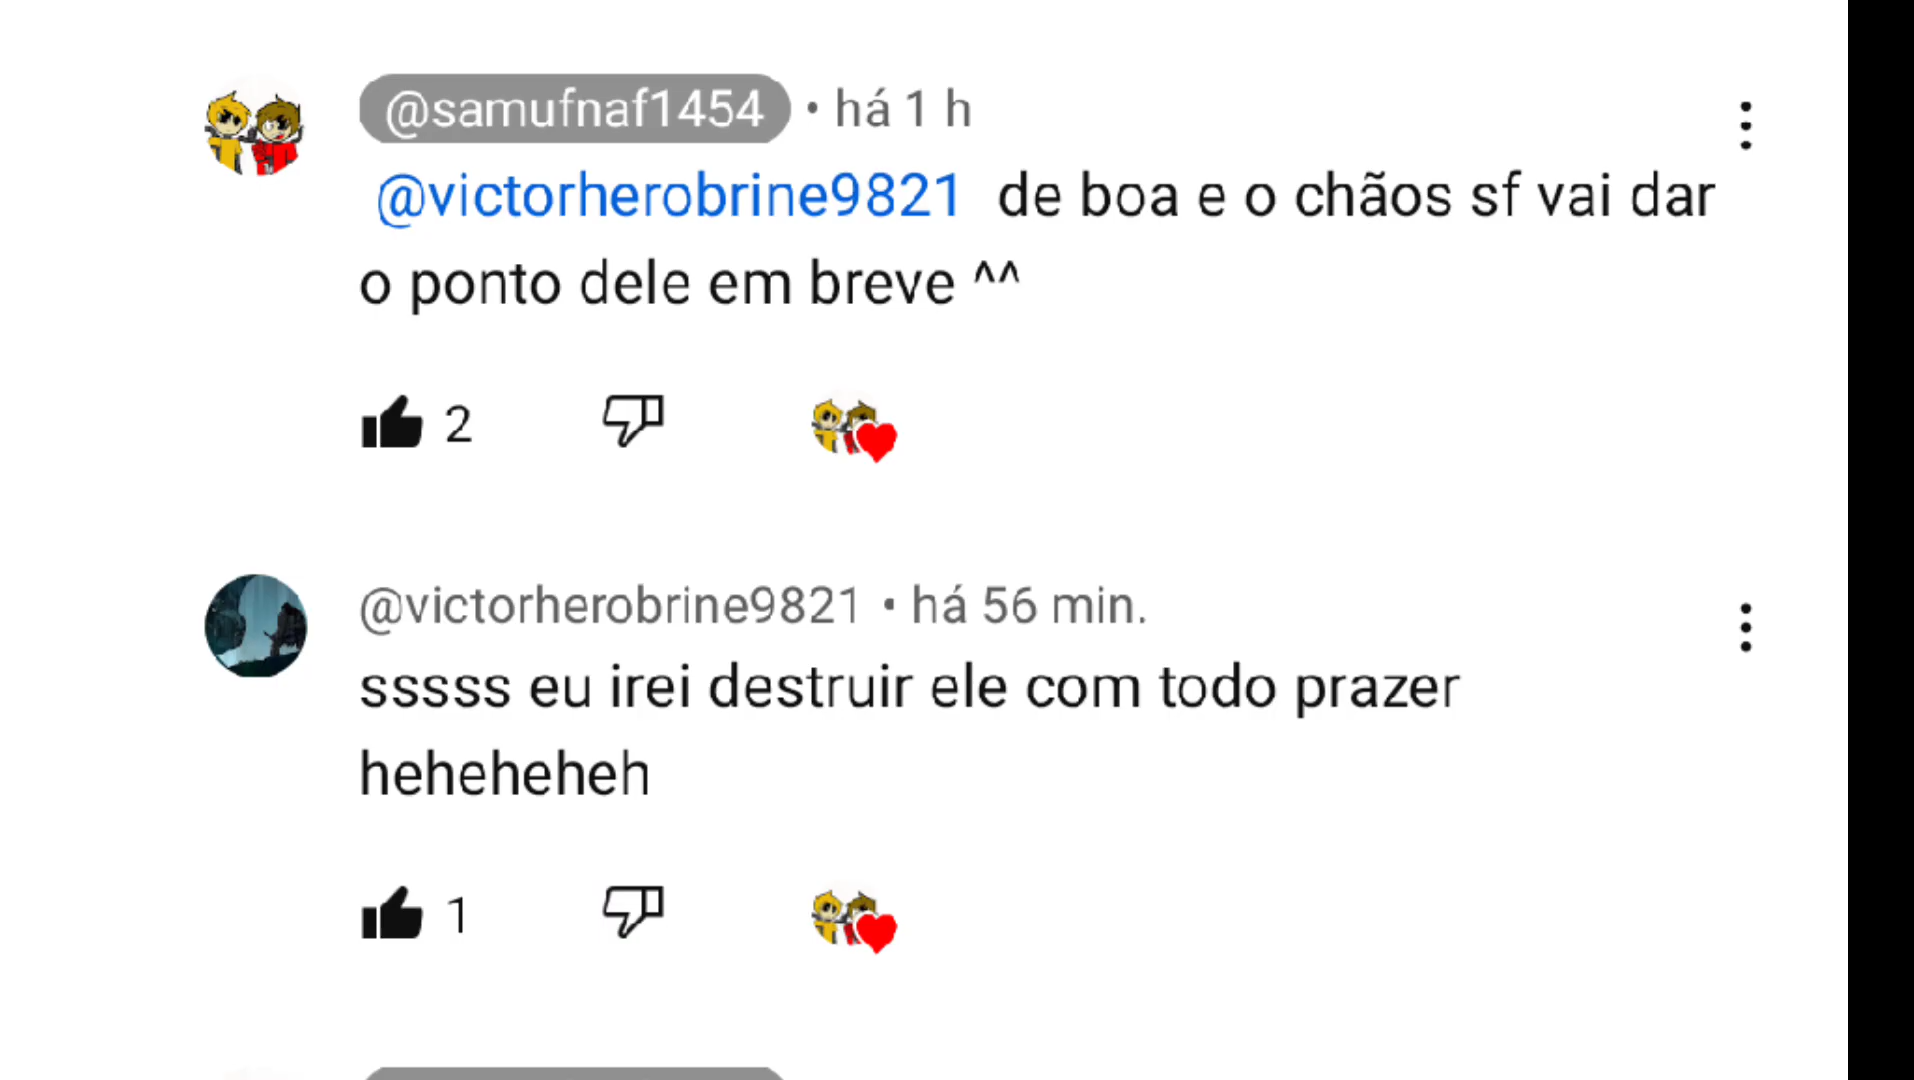 @samufnaf1454 • há 1 h
@victorherobrine9821 de boa e o chãos sf vai dar
o ponto dele em breve ^^
2
@victorherobrine9821 • há 56 min.
sssss eu irei destruir ele com todo prazer
heheheheh
1